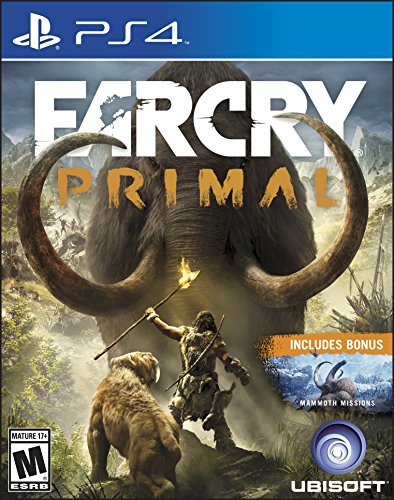 PS4
FARCRY
PRIMAL
INCLUDES BONUS
MAMMOTH MISSIONS
MATURE 17+
M
ESRB
UBISOFT